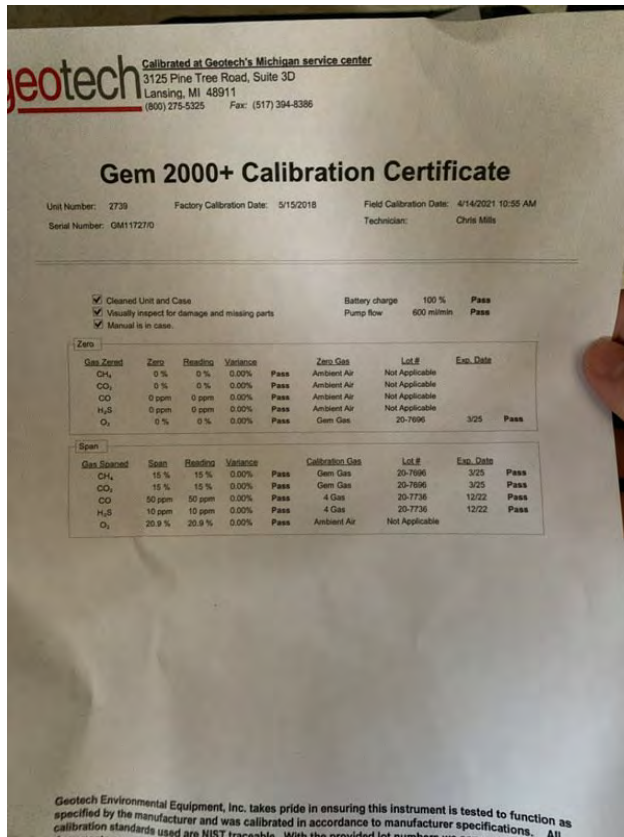 geotech
Calibrated at Geotech's Michigan service center
3125 Pine Tree Road, Suite 3D
Lansing, MI 48911
(800) 275-5325 Fax: (517) 394-8386
Gem 2000+ Calibration Certificate
Unit Number: 2739 Factory Calibration Date: 5/15/2018 Field Calibration Date: 4/14/2021 10:55 AM
Serial Number: GM11727/0 Technician: Chris Mills
Cleaned Unit and Case Battery charge 100 % Pass
Visually inspect for damage and missing parts Pump flow 600 ml/min Pass
Manual is in case.
Zero
Gas Zered Zero Reading Variance Zero Gas Lot # Exp. Date
CH₄ 0 % 0 % 0.00% Pass Ambient Air Not Applicable
CO₂ 0 % 0 % 0.00% Pass Ambient Air Not Applicable
CO 0 ppm 0 ppm 0.00% Pass Ambient Air Not Applicable
H₂S 0 ppm 0 ppm 0.00% Pass Ambient Air Not Applicable
O₂ 0 % 0 % 0.00% Pass Gem Gas 20-7696 3/25 Pass
Span
Gas Spaned Span Reading Variance Calibration Gas Lot # Exp. Date
CH₄ 15 % 15 % 0.00% Pass Gem Gas 20-7696 3/25 Pass
CO₂ 15 % 15 % 0.00% Pass Gem Gas 20-7696 3/25 Pass
CO 50 ppm 50 ppm 0.00% Pass 4 Gas 20-7736 12/22 Pass
H₂S 10 ppm 10 ppm 0.00% Pass 4 Gas 20-7736 12/22 Pass
O₂ 20.9 % 20.9 % 0.00% Pass Ambient Air Not Applicable
Geotech Environmental Equipment, Inc. takes pride in ensuring this instrument is tested to function as
specified by the manufacturer and was calibrated in accordance to manufacturer specifications. All
calibration standards used are NIST traceable. With the provided lot numbers